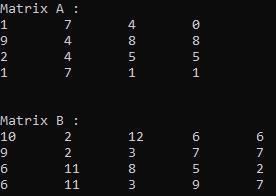 Matrix A :
1 7 4 0
9 4 8 8
2 4 5 5
1 7 1 1
Matrix B :
10 2 12 6 6
9 2 3 7 7
6 11 8 5 2
6 11 3 9 7